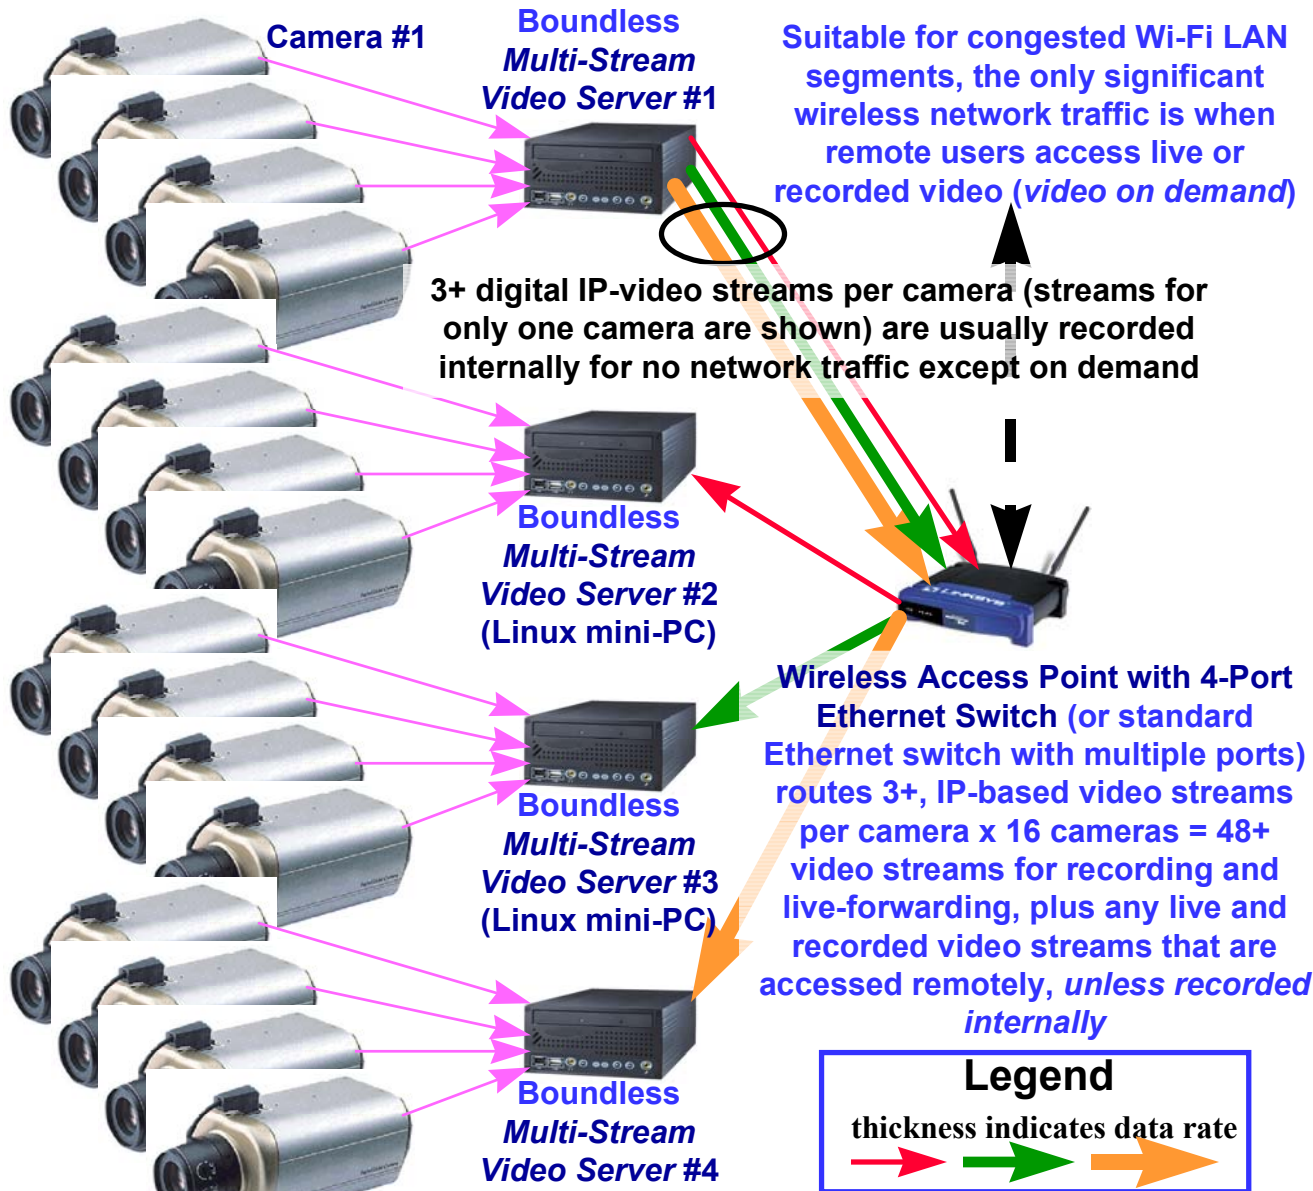 Camera #1
Boundless
Multi-Stream
Video Server #1
Suitable for congested Wi-Fi LAN
segments, the only significant
wireless network traffic is when
remote users access live or
recorded video (video on demand)
3+ digital IP-video streams per camera (streams for
only one camera are shown) are usually recorded
internally for no network traffic except on demand
Boundless
Multi-Stream
Video Server #2
(Linux mini-PC)
LINKSYS
Wireless Access Point with 4-Port
Ethernet Switch (or standard
Ethernet switch with multiple ports)
routes 3+, IP-based video streams
per camera x 16 cameras = 48+
video streams for recording and
live-forwarding, plus any live and
recorded video streams that are
accessed remotely, unless recorded
internally
Boundless
Multi-Stream
Video Server #3
(Linux mini-PC)
Boundless
Multi-Stream
Video Server #4
Legend
thickness indicates data rate